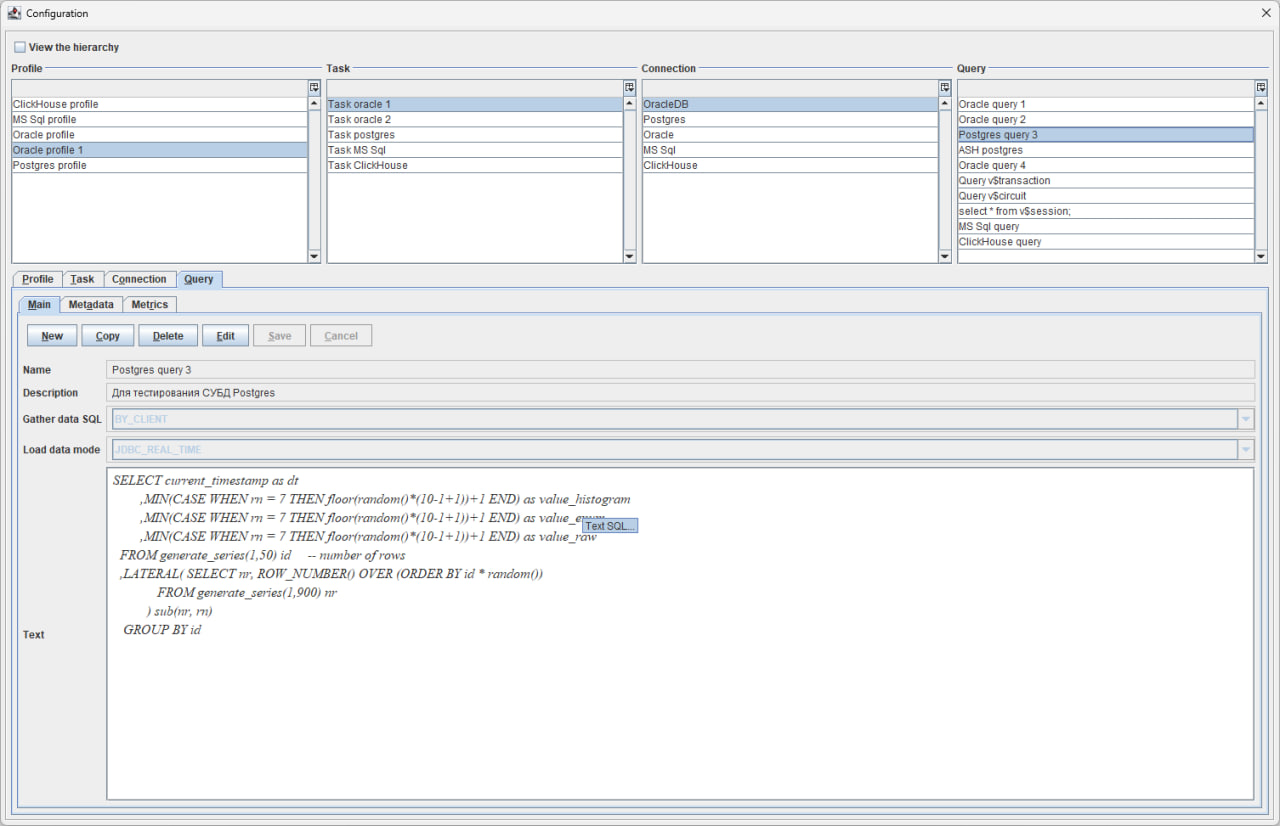 Configuration
View the hierarchy
Profile
Task
Connection
Query
ClickHouse profile
MS Sql profile
Oracle profile
Oracle profile 1
Postgres profile
Task oracle 1
Task oracle 2
Task postgres
Task MS Sql
Task ClickHouse
OracleDB
Postgres
Oracle
MS Sql
ClickHouse
Oracle query 1
Oracle query 2
Postgres query 3
ASH postgres
Oracle query 4
Query v$transaction
Query v$circuit
select * from v$session;
MS Sql query
ClickHouse query
Profile Task Connection Query
Main Metadata Metrics
New Copy Delete Edit Save Cancel
Name Postgres query 3
Description Для тестирования СУБД Postgres
Gather data SQL BY_CLIENT
Load data mode JDBC_REAL_TIME
Text
SELECT current_timestamp as dt
,MIN(CASE WHEN rn = 7 THEN floor(random()*(10-1+1))+1 END) as value_histogram
,MIN(CASE WHEN rn = 7 THEN floor(random()*(10-1+1))+1 END) as
Text SQL...
,MIN(CASE WHEN rn = 7 THEN floor(random()*(10-1+1))+1 END) as value_raw
FROM generate_series(1,50) id -- number of rows
,LATERAL( SELECT nr, ROW_NUMBER() OVER (ORDER BY id * random())
FROM generate_series(1,900) nr
) sub(nr, rn)
GROUP BY id